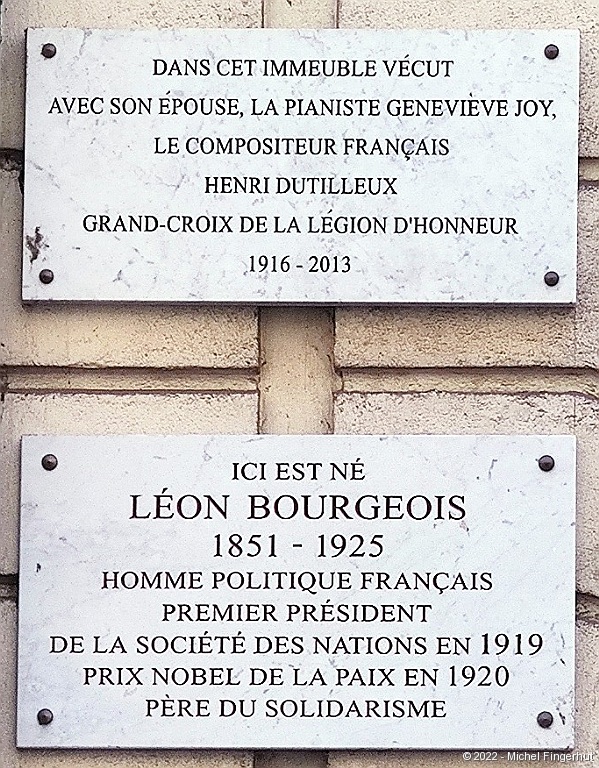 DANS CET IMMEUBLE VÉCUT
AVEC SON ÉPOUSE, LA PIANISTE GENEVIÈVE JOY,
LE COMPOSITEUR FRANÇAIS
HENRI DUTILLEUX
GRAND-CROIX DE LA LÉGION D'HONNEUR
1916 - 2013
ICI EST NÉ
LÉON BOURGEOIS
1851 - 1925
HOMME POLITIQUE FRANÇAIS
PREMIER PRÉSIDENT
DE LA SOCIÉTÉ DES NATIONS EN 1919
PRIX NOBEL DE LA PAIX EN 1920
PÈRE DU SOLIDARISME
© 2022 - Michel Fingerhut